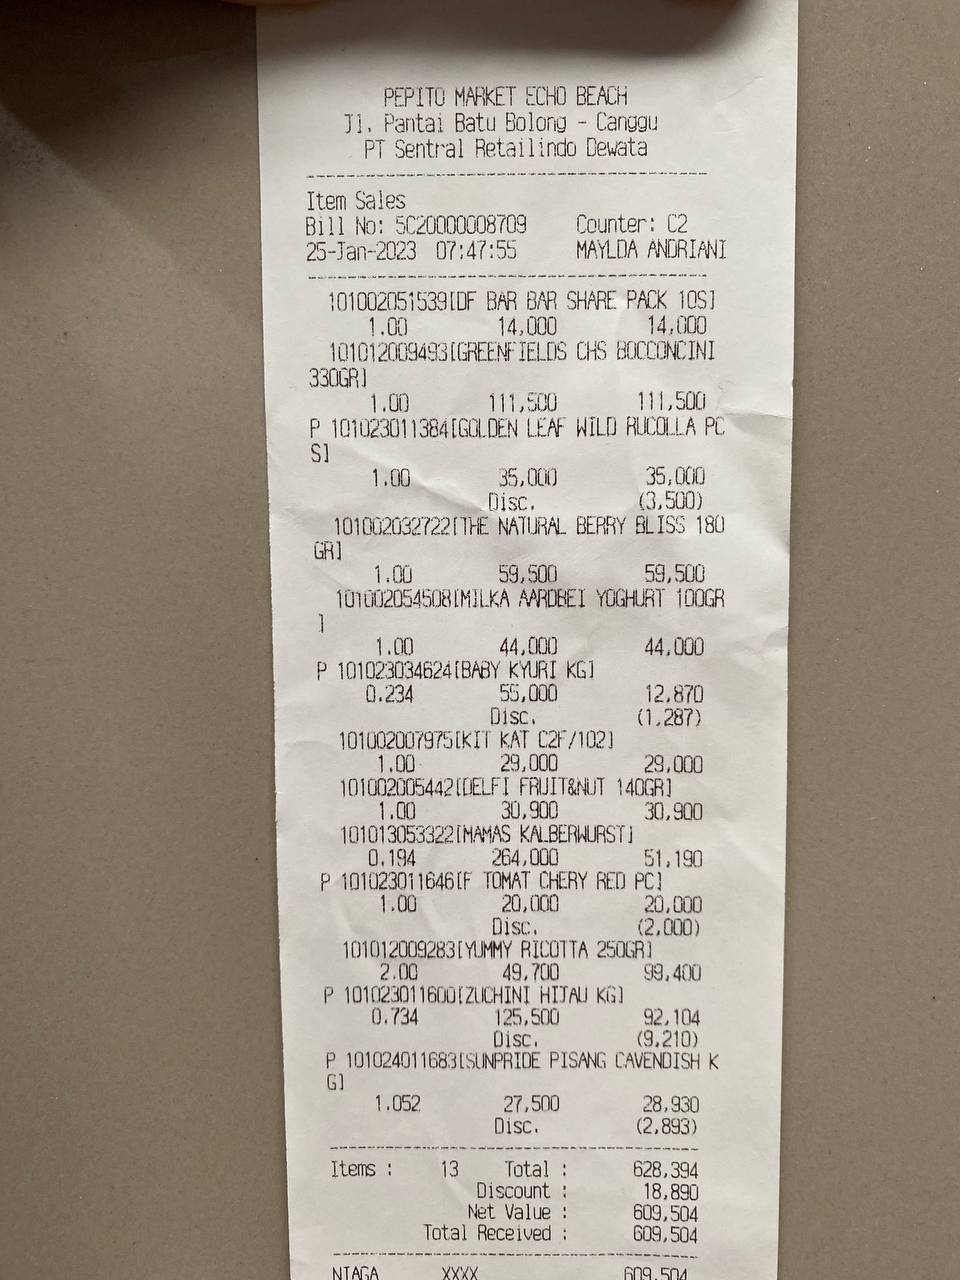 PEPITO MARKET ECHO BEACH
Jl. Pantai Batu Bolong - Canggu
PT Sentral Retailindo Dewata
Item Sales
Bill No: 5C20000008709 Counter: C2
25-Jan-2023 07:47:55 MAYLDA ANDRIANI
101002051539[DF BAR BAR SHARE PACK 10S]
1.00 14,000 14,000
101012009493[GREENFIELDS CHS BOCCONCINI
330GR]
1.00 111,500 111,500
P 101023011384[GOLDEN LEAF WILD RUCOLLA PC
S]
1.00 35,000 35,000
Disc. (3,500)
101002032722[THE NATURAL BERRY BLISS 180
GR]
1.00 59,500 59,500
101002054508[MILKA AARDBEI YOGHURT 100GR
]
1.00 44,000 44,000
P 101023034624[BABY KYURI KG]
0.234 55,000 12,870
Disc. (1,287)
101002007975[KIT KAT C2F/102]
1.00 29,000 29,000
101002005442[DELFI FRUIT&NUT 140GR]
1.00 30,900 30,900
101013053322[MAMAS KALBERWURST]
0.194 264,000 51,190
P 101023011646[F TOMAT CHERY RED PC]
1.00 20,000 20,000
Disc. (2,000)
101012009283[YUMMY RICOTTA 250GR]
2.00 49,700 99,400
P 101023011600[ZUCHINI HIJAU KG]
0.734 125,500 92,104
Disc. (9,210)
P 101024011683[SUNPRIDE PISANG CAVENDISH K
G]
1.052 27,500 28,930
Disc. (2,893)
Items : 13 Total : 628,394
Discount : 18,890
Net Value : 609,504
Total Received : 609,504
NIAGA XXXX 609,504